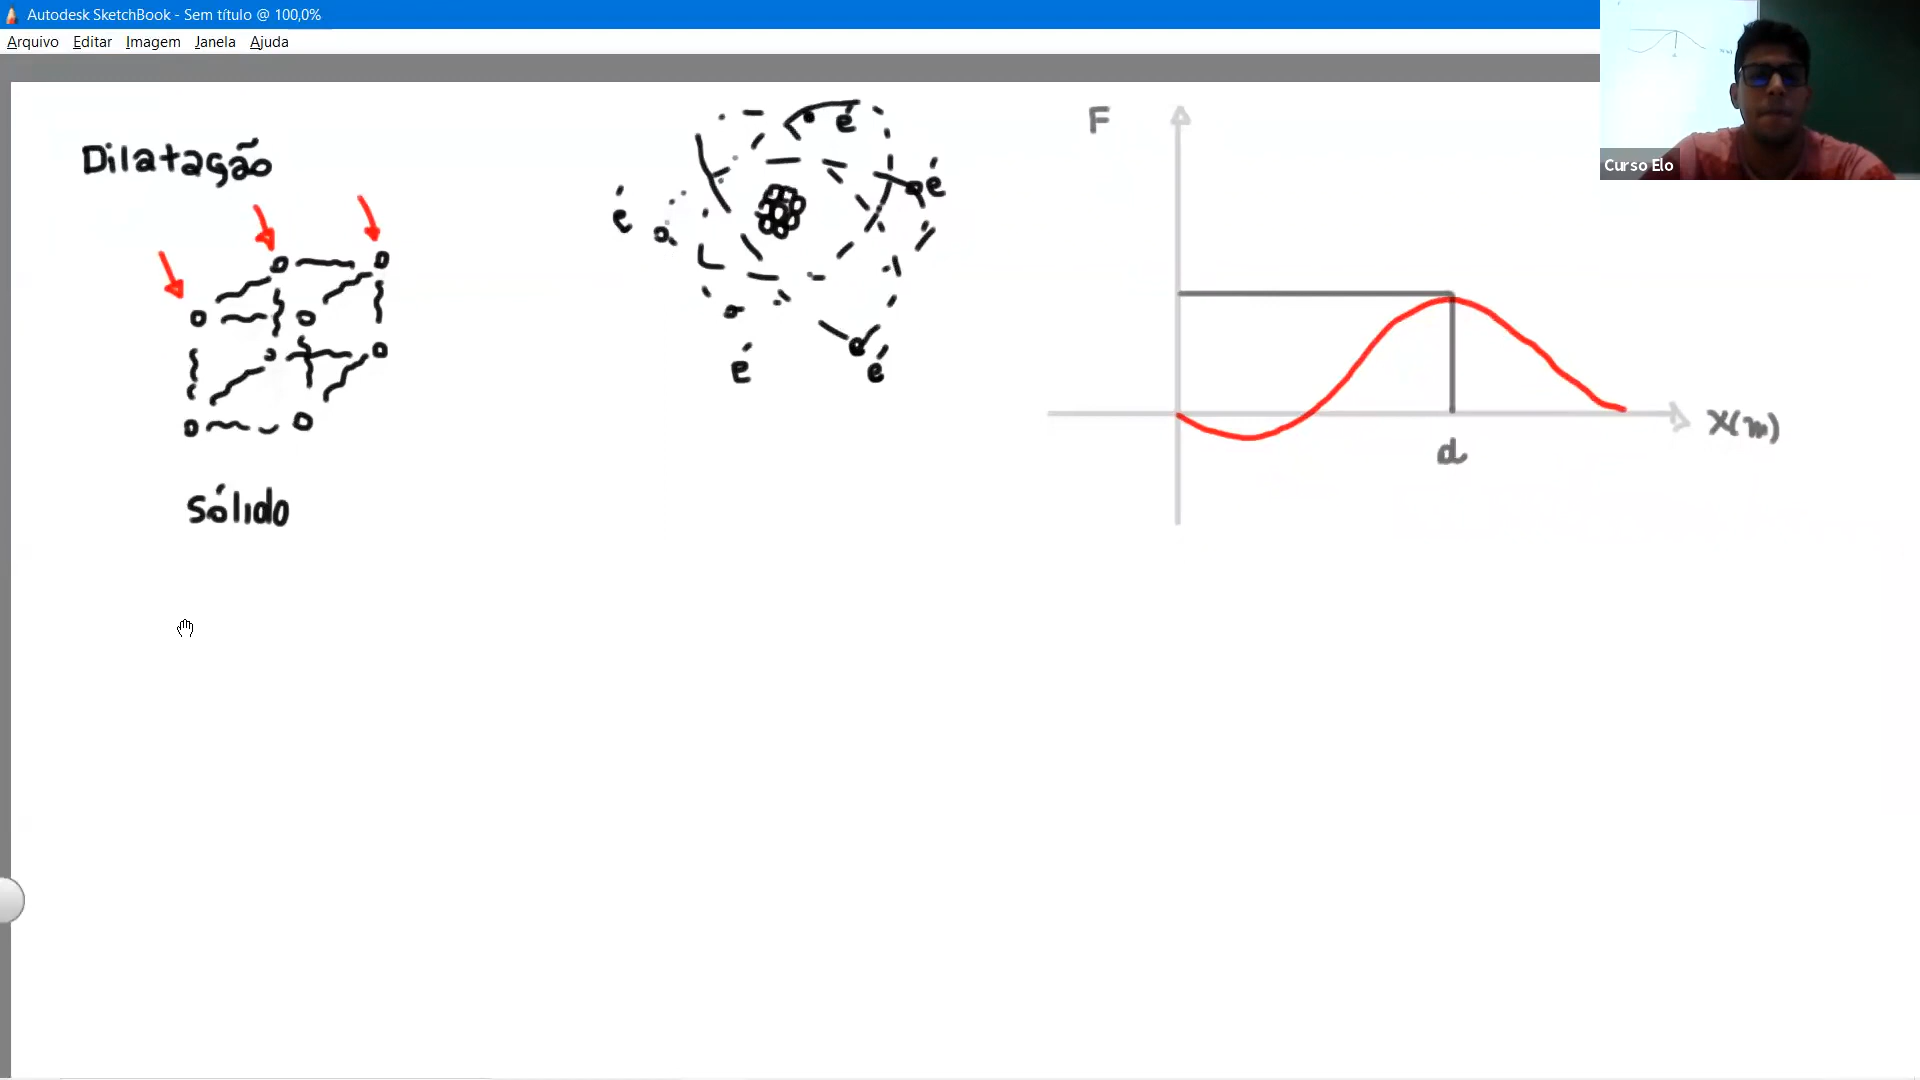 Autodesk SketchBook - Sem título @ 100,0%
Arquivo Editar Imagem Janela Ajuda
Curso Elo
Dilatação
sólido
é
é
é
é
é
F
X(m)
d